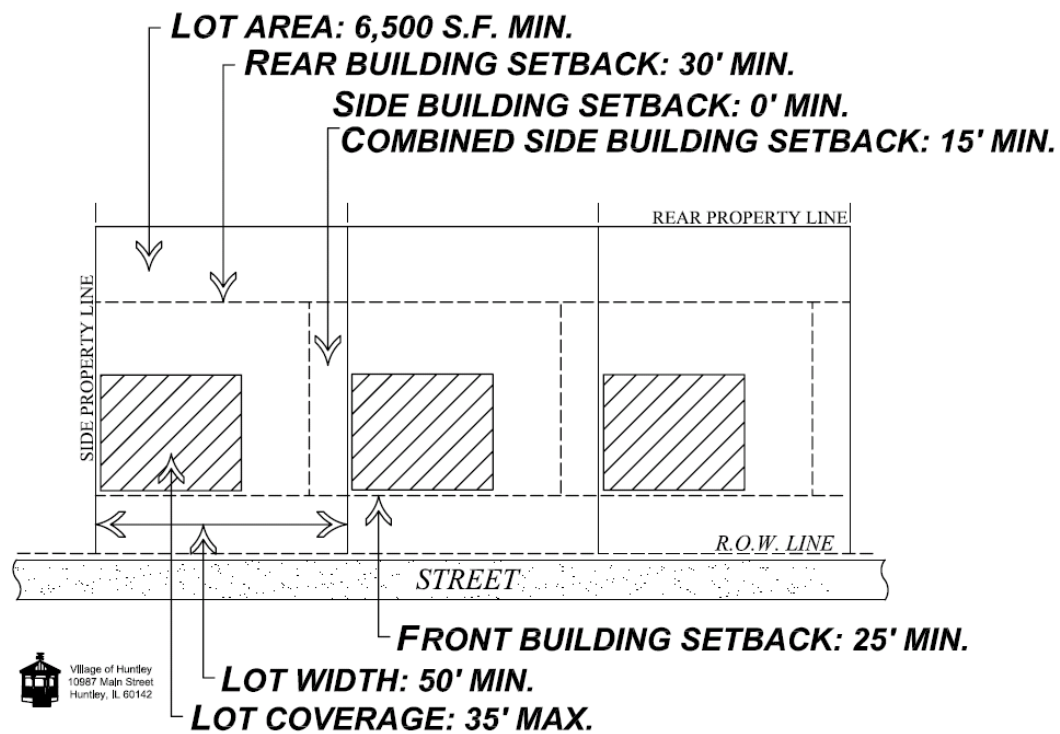 LOT AREA: 6,500 S.F. MIN.
REAR BUILDING SETBACK: 30' MIN.
SIDE BUILDING SETBACK: 0' MIN.
COMBINED SIDE BUILDING SETBACK: 15' MIN.
REAR PROPERTY LINE
SIDE PROPERTY LINE
R.O.W. LINE
STREET
FRONT BUILDING SETBACK: 25' MIN.
Village of Huntley
10987 Main Street
Huntley, IL 60142
LOT WIDTH: 50' MIN.
LOT COVERAGE: 35' MAX.